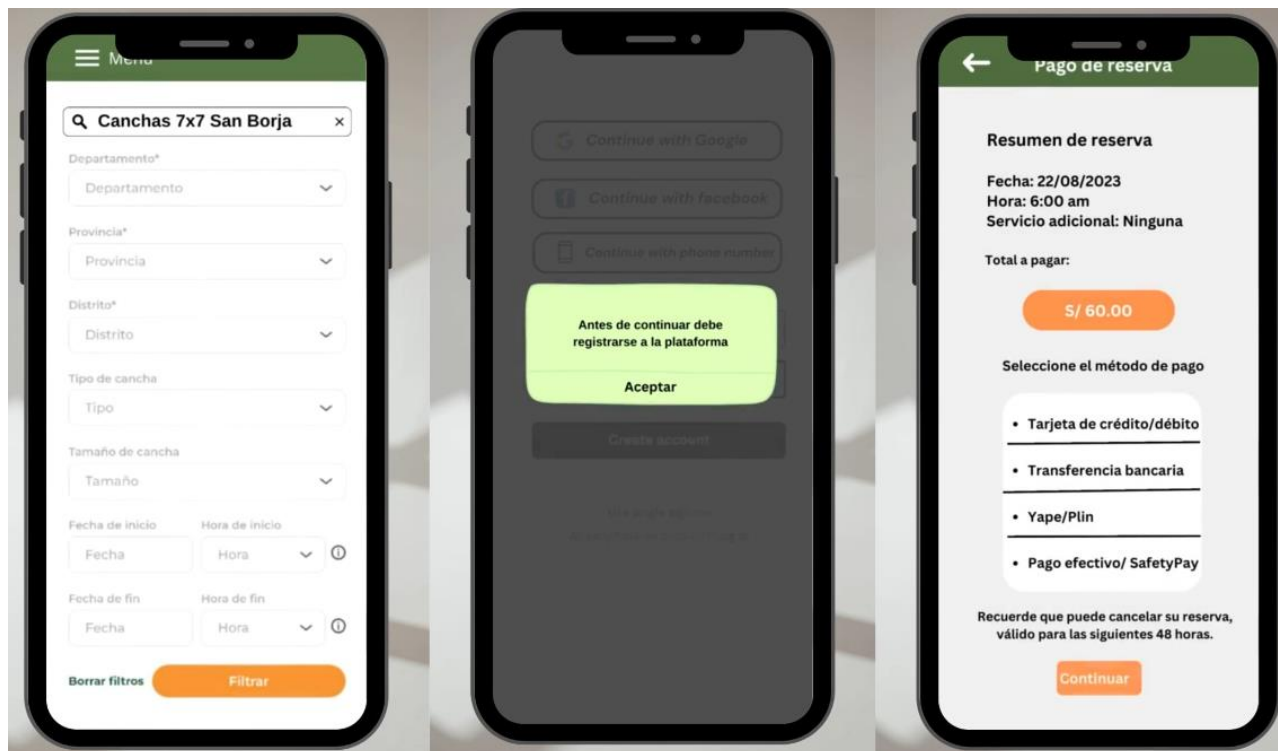 Menu
Canchas 7x7 San Borja ×
Departamento*
Departamento
Provincia*
Provincia
Distrito*
Distrito
Tipo de cancha
Tipo
Tamaño de cancha
Tamaño
Fecha de inicio Hora de inicio
Fecha Hora
Fecha de fin Hora de fin
Fecha Hora
Borrar filtros Filtrar
Continue with Google
Continue with facebook
Continue with phone number
Antes de continuar debe
registrarse a la plataforma
Aceptar
Create account
Pago de reserva
Resumen de reserva
Fecha: 22/08/2023
Hora: 6:00 am
Servicio adicional: Ninguna
Total a pagar:
S/ 60.00
Seleccione el método de pago
• Tarjeta de crédito/débito
• Transferencia bancaria
• Yape/Plin
• Pago efectivo/ SafetyPay
Recuerde que puede cancelar su reserva,
válido para las siguientes 48 horas.
Continuar